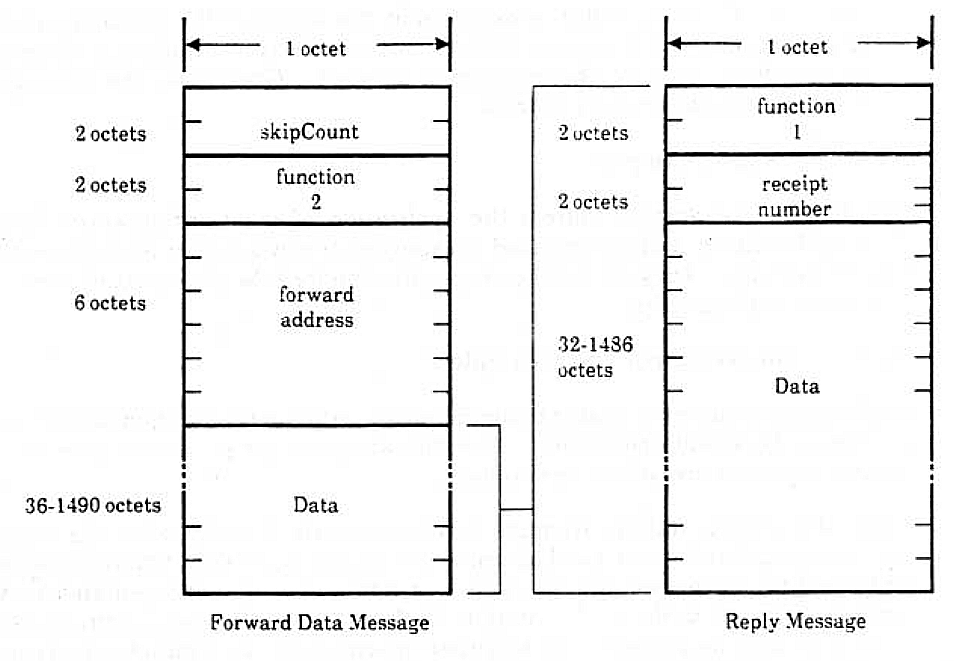 1 octet
2 octets
skipCount
2 octets
function
2
6 octets
forward
address
36-1490 octets
Data
Forward Data Message
1 octet
2 octets
function
1
2 octets
receipt
number
32-1486
octets
Data
Reply Message